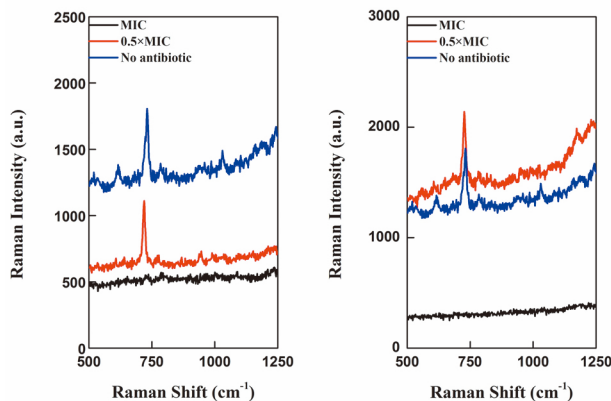 MIC
0.5×MIC
No antibiotic
2500
2000
1500
1000
500
0
500 750 1000 1250
Raman Intensity (a.u.)
Raman Shift (cm⁻¹)
MIC
0.5×MIC
No antibiotic
3000
2000
1000
0
500 750 1000 1250
Raman Intensity (a.u.)
Raman Shift (cm⁻¹)